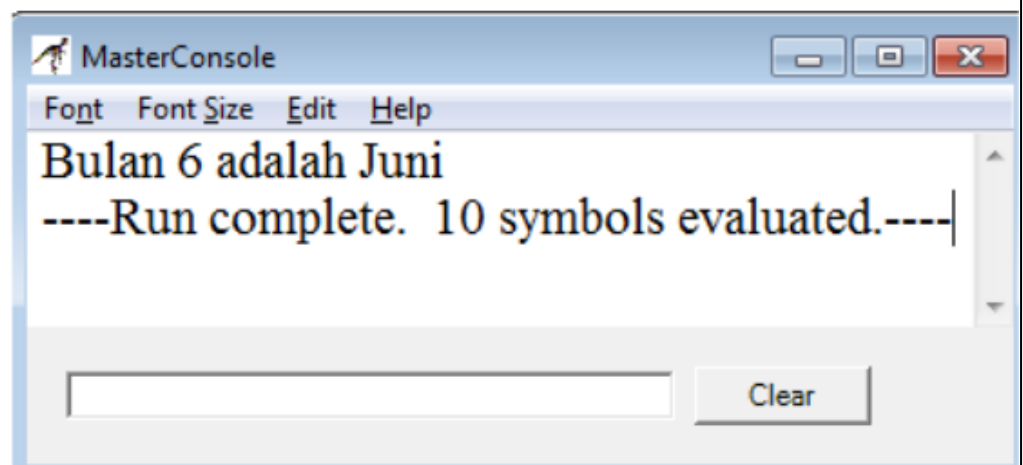 MasterConsole
Font Font Size Edit Help
Bulan 6 adalah Juni
----Run complete.  10 symbols evaluated.----
Clear